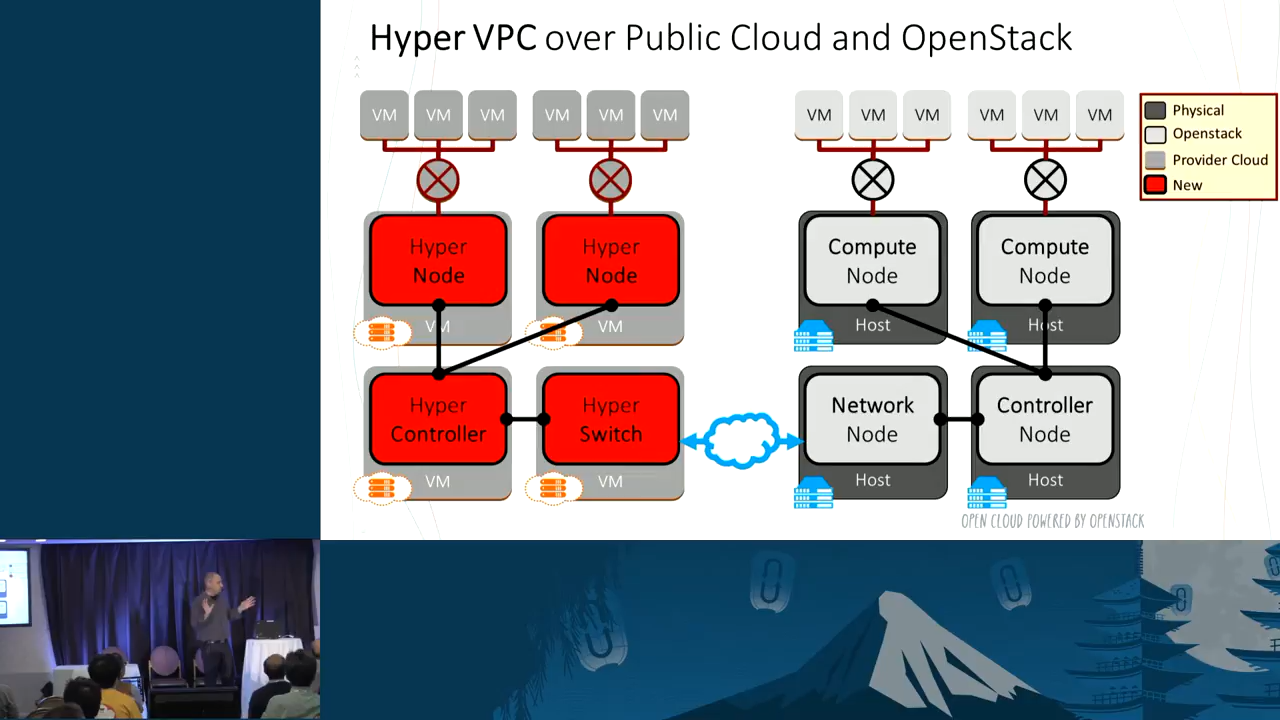 Hyper VPC over Public Cloud and OpenStack
VM VM VM VM VM VM
VM VM VM VM VM VM
Physical
Openstack
Provider Cloud
New
Hyper
Node
VM
Hyper
Node
VM
Compute
Node
Host
Compute
Node
Host
Hyper
Controller
VM
Hyper
Switch
VM
Network
Node
Host
Controller
Node
Host
OPEN CLOUD POWERED BY OPENSTACK